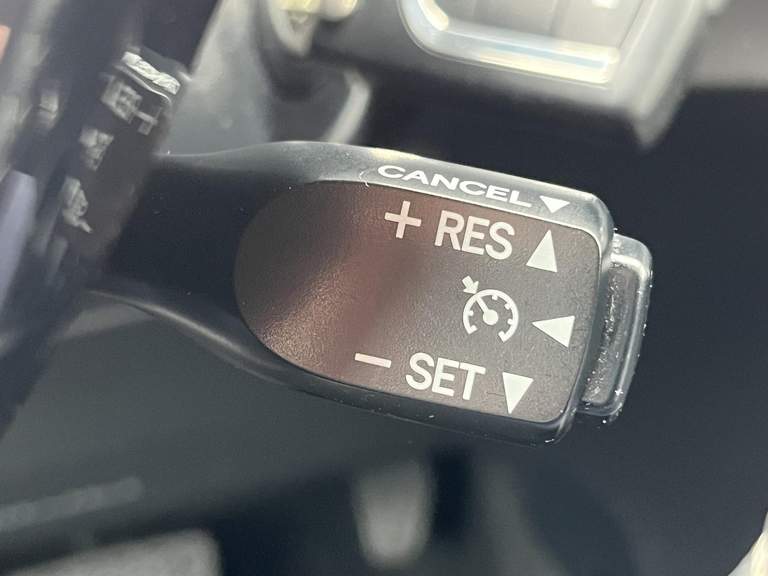 CANCEL ▼
+ RES ▲
◀
− SET ▼